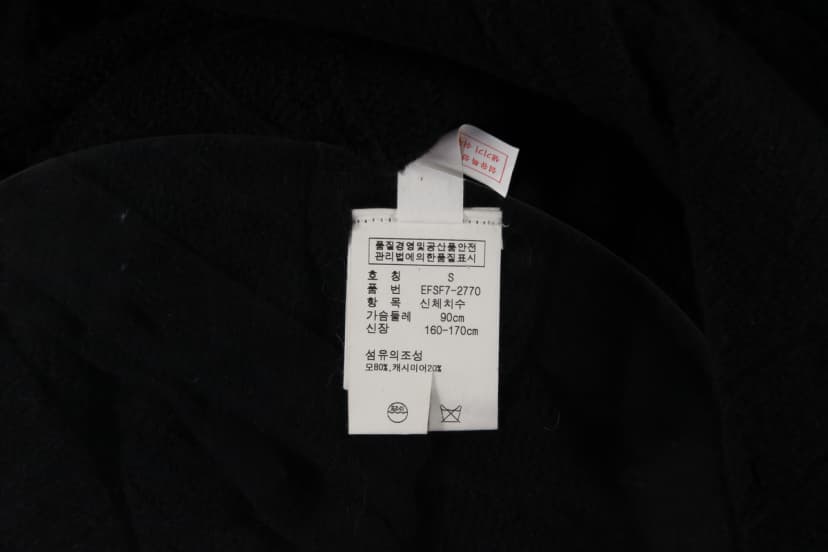 품질경영및공산품안전
관리법에의한품질표시
호 칭 S
품 번 EFSF7-2770
항 목 신체치수
가슴둘레 90cm
신장 160-170cm
섬유의조성
모80%,캐시미어20%